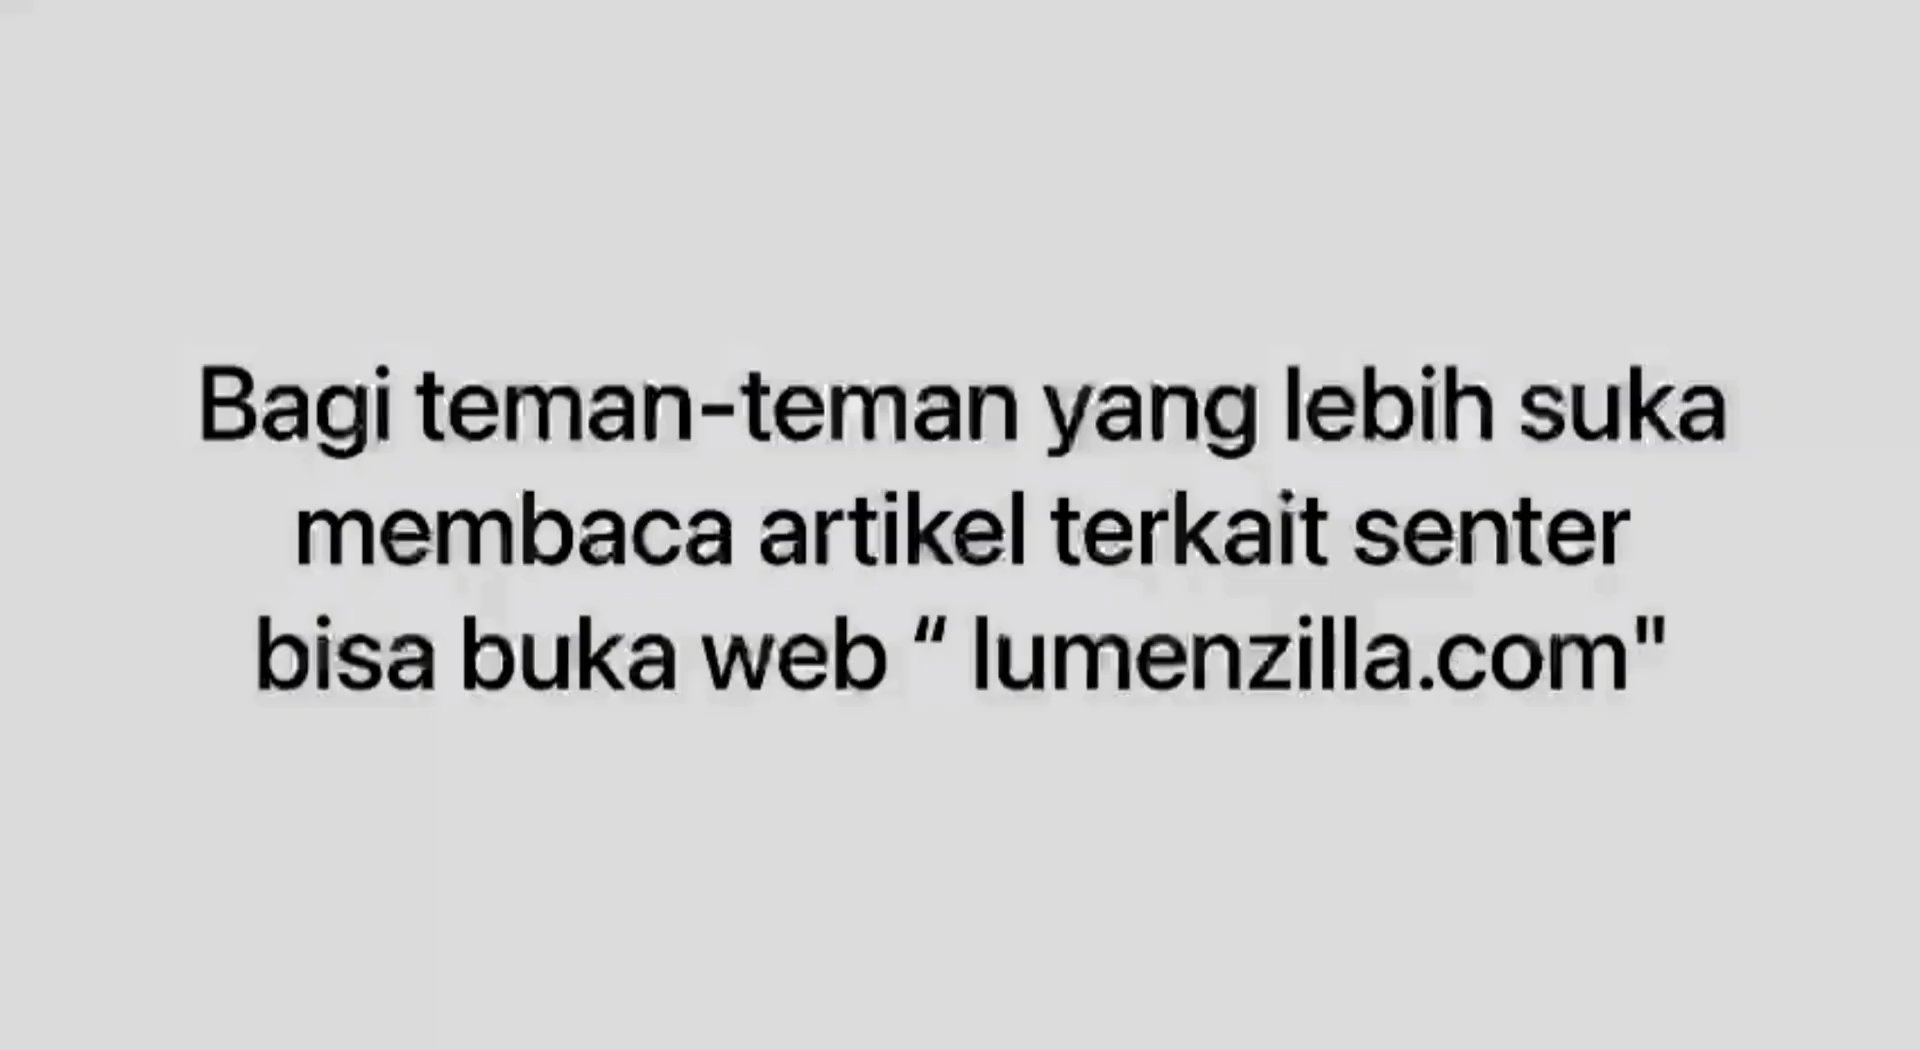 Bagi teman-teman yang lebih suka
membaca artikel terkait senter
bisa buka web “ lumenzilla.com"